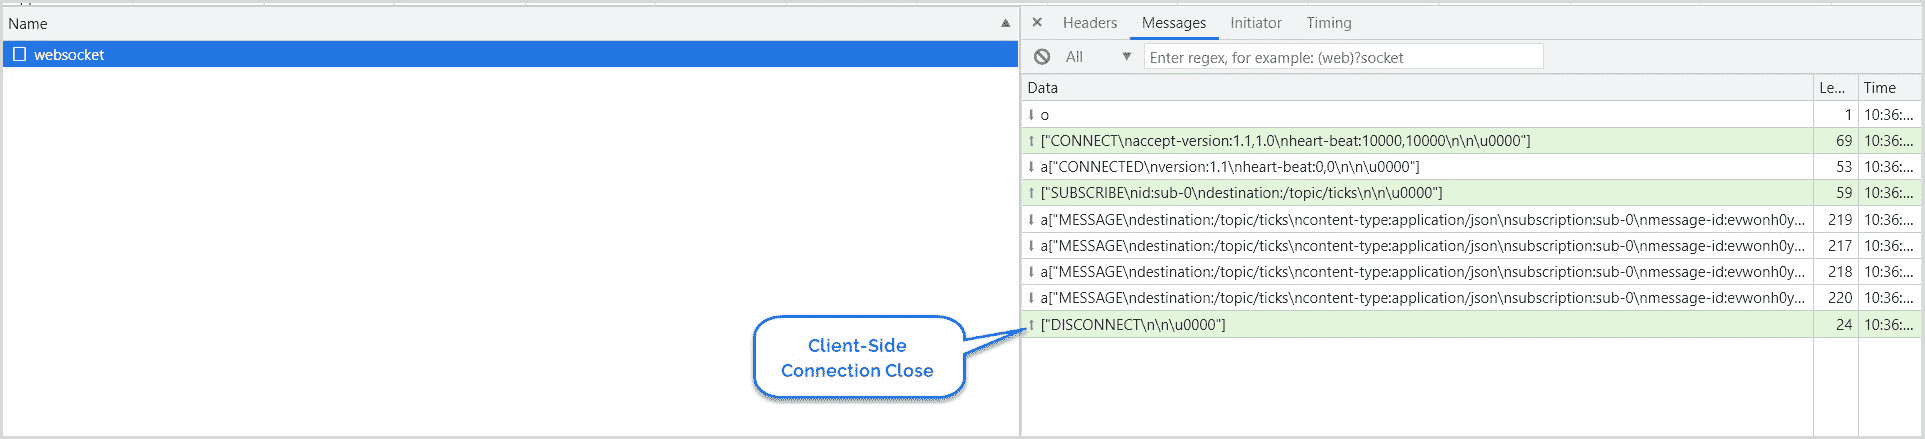 Name
websocket
× Headers Messages Initiator Timing
All Enter regex, for example: (web)?socket
Data Le... Time
o 1 10:36:...
["CONNECT\naccept-version:1.1,1.0\nheart-beat:10000,10000\n\n\u0000"] 69 10:36:...
a["CONNECTED\nversion:1.1\nheart-beat:0,0\n\n\u0000"] 53 10:36:...
["SUBSCRIBE\nid:sub-0\ndestination:/topic/ticks\n\n\u0000"] 59 10:36:...
a["MESSAGE\ndestination:/topic/ticks\ncontent-type:application/json\nsubscription:sub-0\nmessage-id:evwonh0y... 219 10:36:...
a["MESSAGE\ndestination:/topic/ticks\ncontent-type:application/json\nsubscription:sub-0\nmessage-id:evwonh0y... 217 10:36:...
a["MESSAGE\ndestination:/topic/ticks\ncontent-type:application/json\nsubscription:sub-0\nmessage-id:evwonh0y... 218 10:36:...
a["MESSAGE\ndestination:/topic/ticks\ncontent-type:application/json\nsubscription:sub-0\nmessage-id:evwonh0y... 220 10:36:...
["DISCONNECT\n\n\u0000"] 24 10:36:...
Client-Side
Connection Close